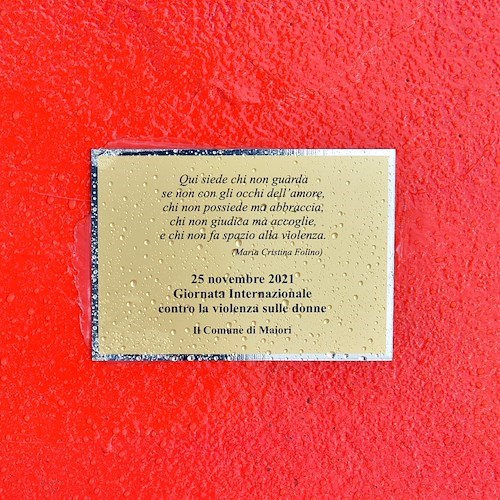 Qui siede chi non guarda
se non con gli occhi dell'amore,
chi non possiede ma abbraccia,
chi non giudica ma accoglie,
e chi non fa spazio alla violenza.
(Maria Cristina Folino)
25 novembre 2021
Giornata Internazionale
contro la violenza sulle donne
Il Comune di Maiori